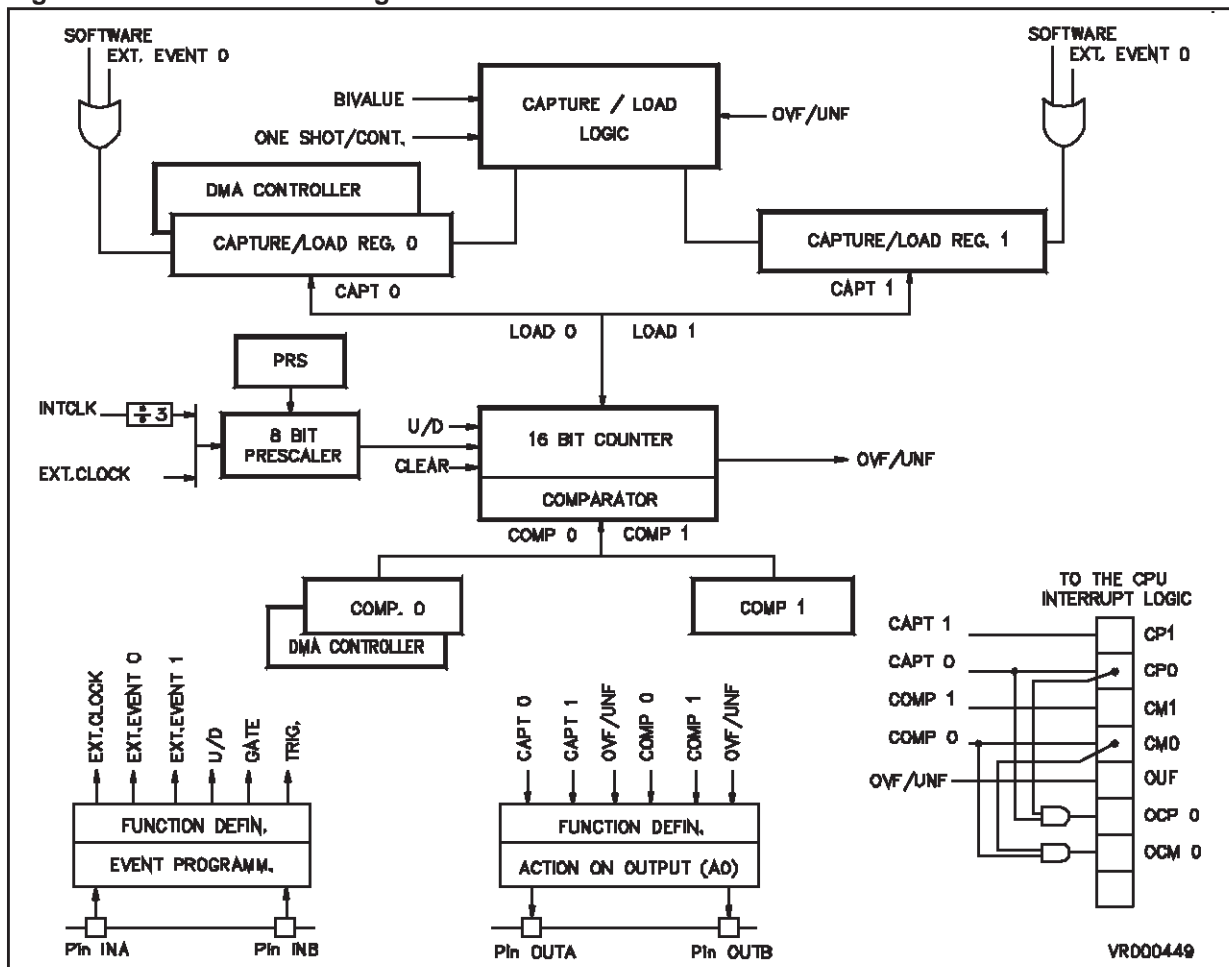 SOFTWARE
EXT. EVENT 0
SOFTWARE
EXT. EVENT 0
BIVALUE
ONE SHOT/CONT.
CAPTURE / LOAD
LOGIC
OVF/UNF
DMA CONTROLLER
CAPTURE/LOAD REG. 0
CAPTURE/LOAD REG. 1
CAPT 0
CAPT 1
LOAD 0
LOAD 1
PRS
INTCLK
÷ 3
8 BIT
PRESCALER
EXT.CLOCK
U/D
CLEAR
16 BIT COUNTER
COMPARATOR
OVF/UNF
COMP 0
COMP 1
COMP. 0
DMA CONTROLLER
COMP 1
TO THE CPU
INTERRUPT LOGIC
CAPT 1
CP1
CAPT 0
CP0
COMP 1
CM1
COMP 0
CM0
OVF/UNF
OUF
OCP 0
OCM 0
EXT.CLOCK
EXT.EVENT 0
EXT.EVENT 1
U/D
GATE
TRIG.
FUNCTION DEFIN.
EVENT PROGRAMM.
Pin INA
Pin INB
CAPT 0
CAPT 1
OVF/UNF
COMP 0
COMP 1
OVF/UNF
FUNCTION DEFIN.
ACTION ON OUTPUT (AO)
Pin OUTA
Pin OUTB
VR000449